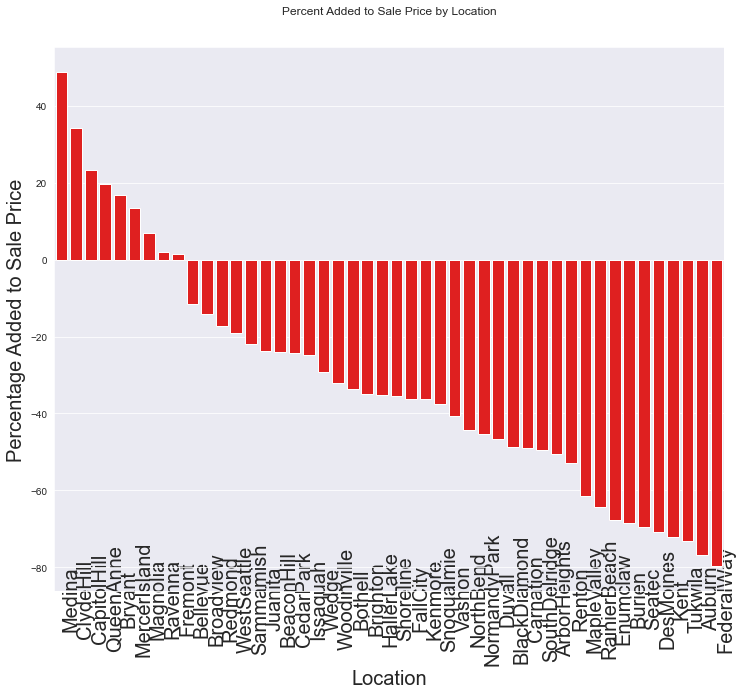 Percent Added to Sale Price by Location
Percentage Added to Sale Price
40
20
0
−20
−40
−60
−80
Medina
ClydeHill
CapitolHill
QueenAnne
Bryant
MercerIsland
Magnolia
Ravenna
Fremont
Bellevue
Broadview
Redmond
WestSeattle
Sammamish
Juanita
BeaconHill
CedarPark
Issaquah
Wedge
Woodinville
Bothell
Brighton
HallerLake
Shoreline
FallCity
Kenmore
Snoqualmie
Vashon
NorthBend
NormandyPark
Duvall
BlackDiamond
Carnation
SouthDelridge
ArborHeights
Renton
MapleValley
RainierBeach
Enumclaw
Burien
Seatec
DesMoines
Kent
Tukwila
Auburn
FederalWay
Location